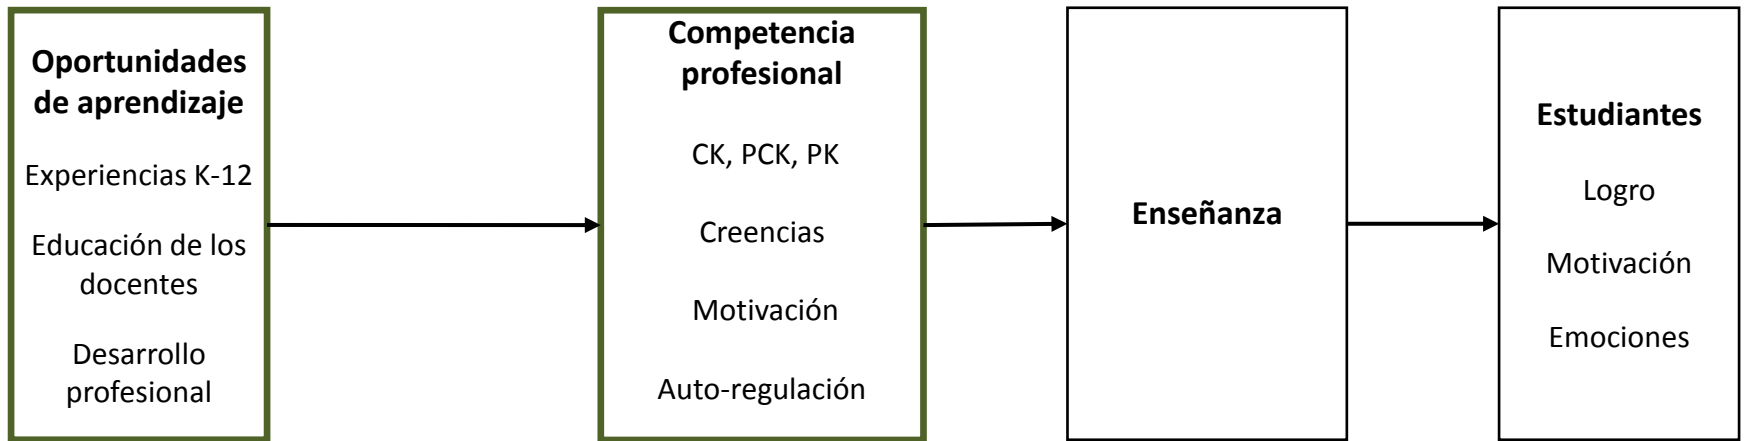 Oportunidades
de aprendizaje
Experiencias K-12
Educación de los
docentes
Desarrollo
profesional
Competencia
profesional
CK, PCK, PK
Creencias
Motivación
Auto-regulación
Enseñanza
Estudiantes
Logro
Motivación
Emociones